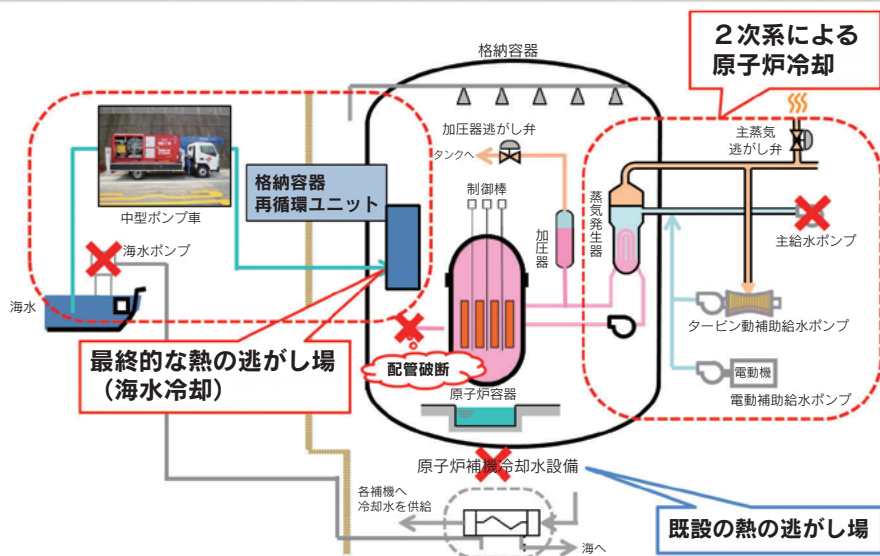 格納容器
2次系による
原子炉冷却
加圧器逃がし弁
タンクへ
主蒸気
逃がし弁
制御棒
格納容器
再循環ユニット
加圧器
蒸気発生器
中型ポンプ車
海水ポンプ
主給水ポンプ
海水
タービン動補助給水ポンプ
最終的な熱の逃がし場
(海水冷却)
配管破断
電動機
原子炉容器
電動補助給水ポンプ
原子炉補機冷却水設備
各補機へ
冷却水を供給
既設の熱の逃がし場
海へ